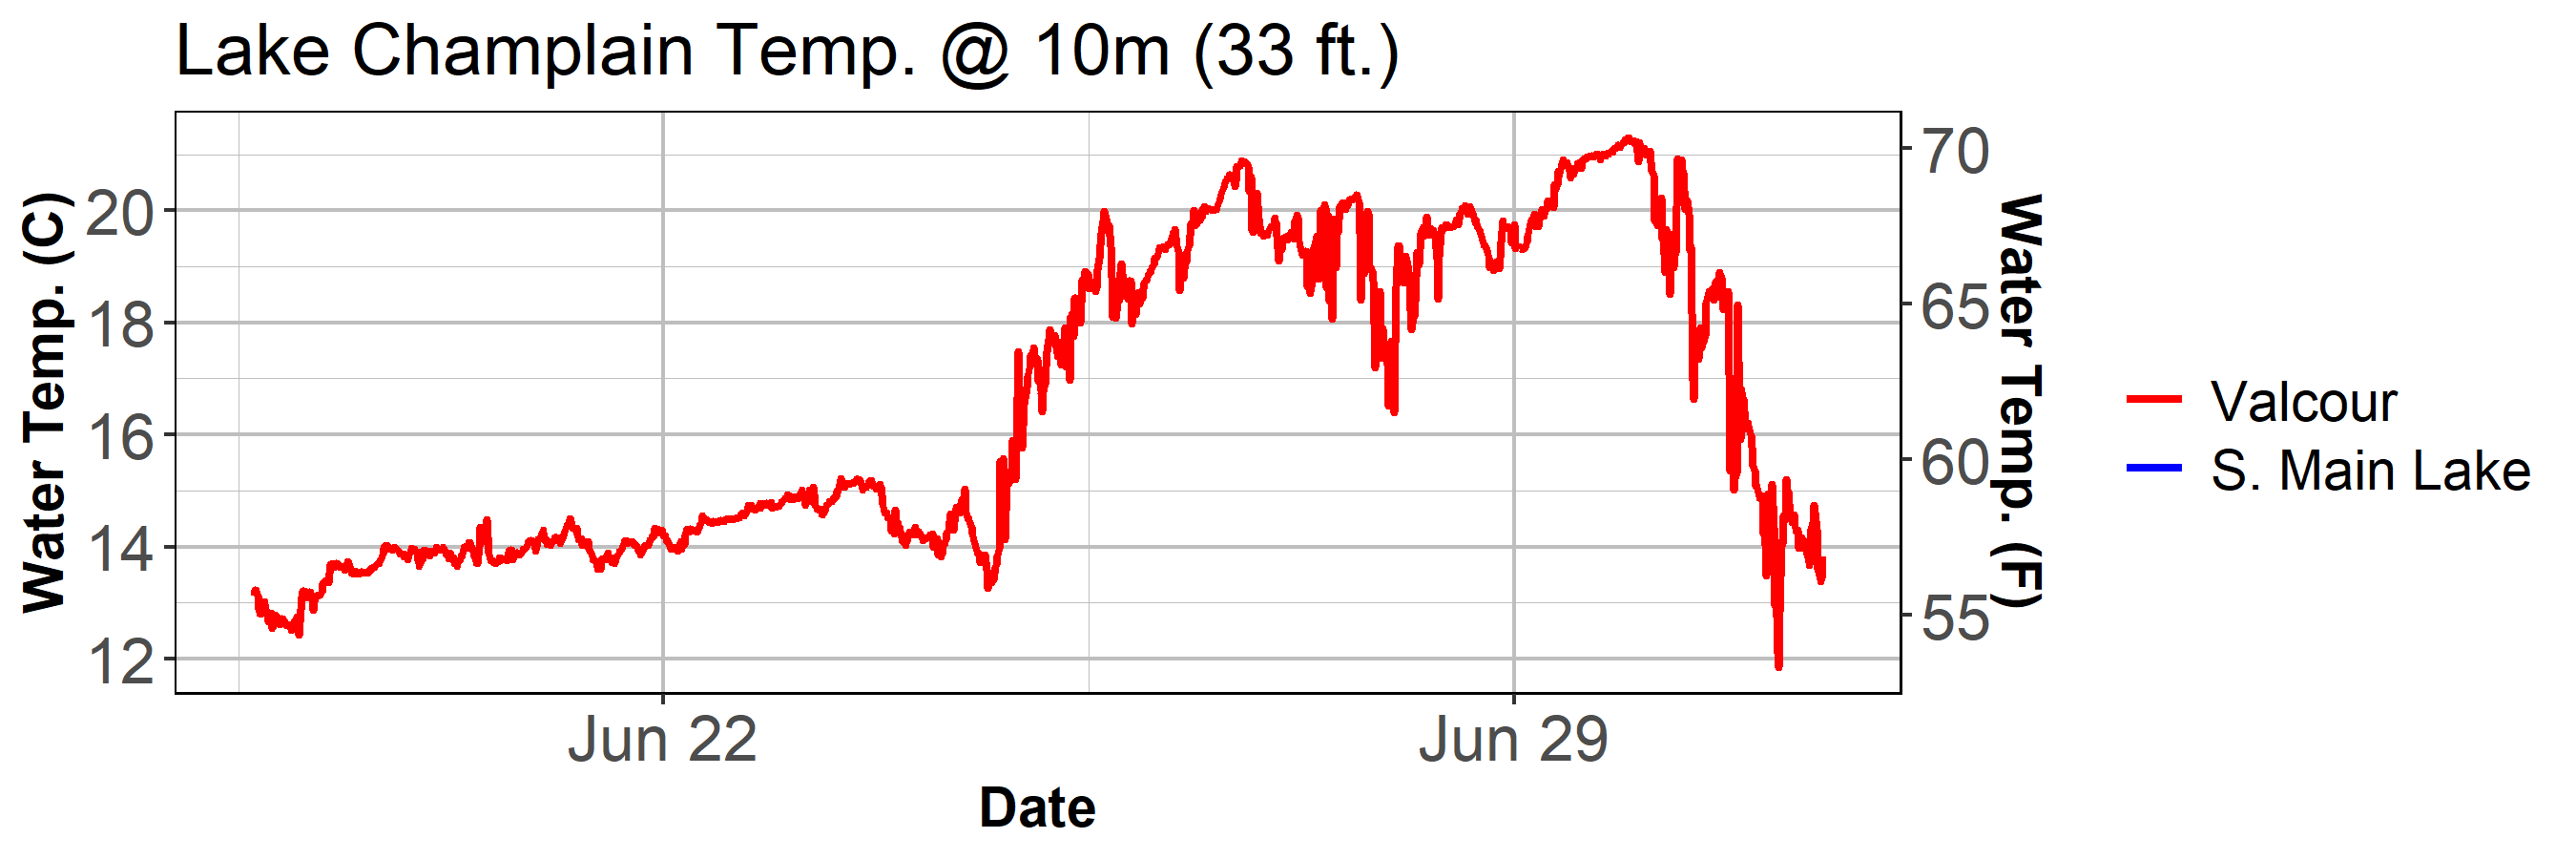 Lake Champlain Temp. @ 10m (33 ft.)
Water Temp. (C)
20
18
16
14
12
70
65
60
55
Water Temp. (F)
Jun 22
Jun 29
Date
Valcour
S. Main Lake